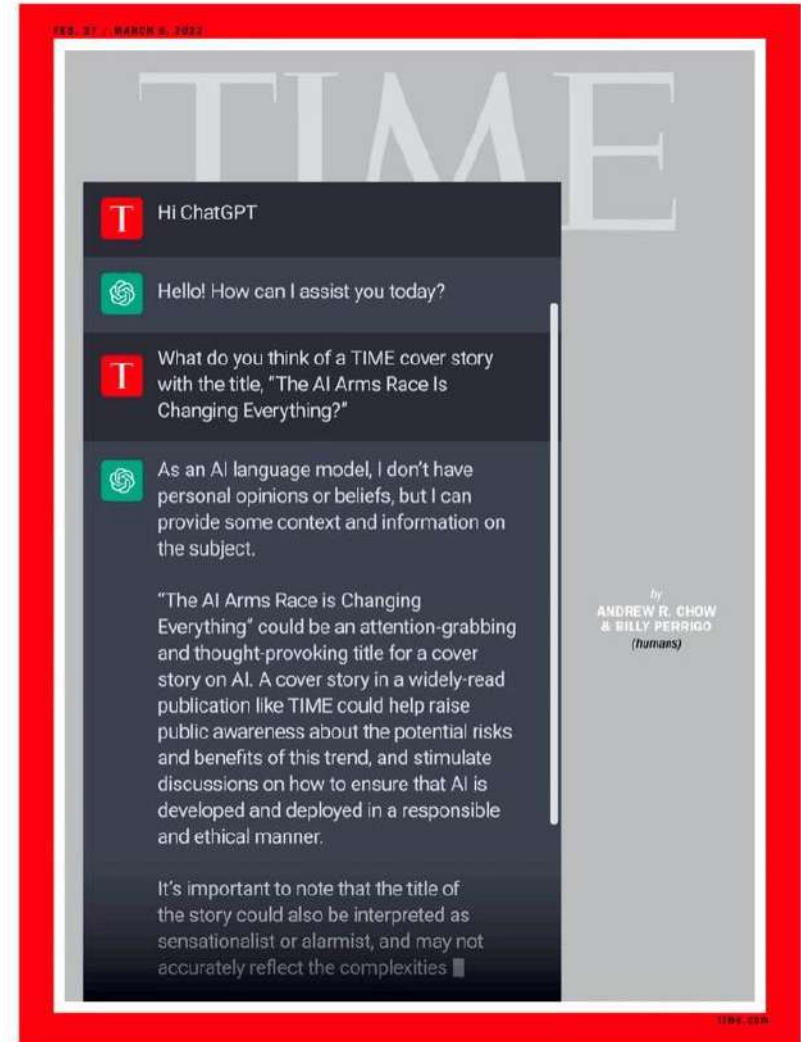 FEB. 27 / MARCH 6, 2023
TIME
T
Hi ChatGPT
Hello! How can I assist you today?
T
What do you think of a TIME cover story
with the title, "The AI Arms Race Is
Changing Everything?"
As an AI language model, I don't have
personal opinions or beliefs, but I can
provide some context and information on
the subject.
"The AI Arms Race is Changing
Everything" could be an attention-grabbing
and thought-provoking title for a cover
story on AI. A cover story in a widely-read
publication like TIME could help raise
public awareness about the potential risks
and benefits of this trend, and stimulate
discussions on how to ensure that AI is
developed and deployed in a responsible
and ethical manner.
It's important to note that the title of
the story could also be interpreted as
sensationalist or alarmist, and may not
accurately reflect the complexities
by
ANDREW R. CHOW
& BILLY PERRIGO
(humans)
TIME.COM